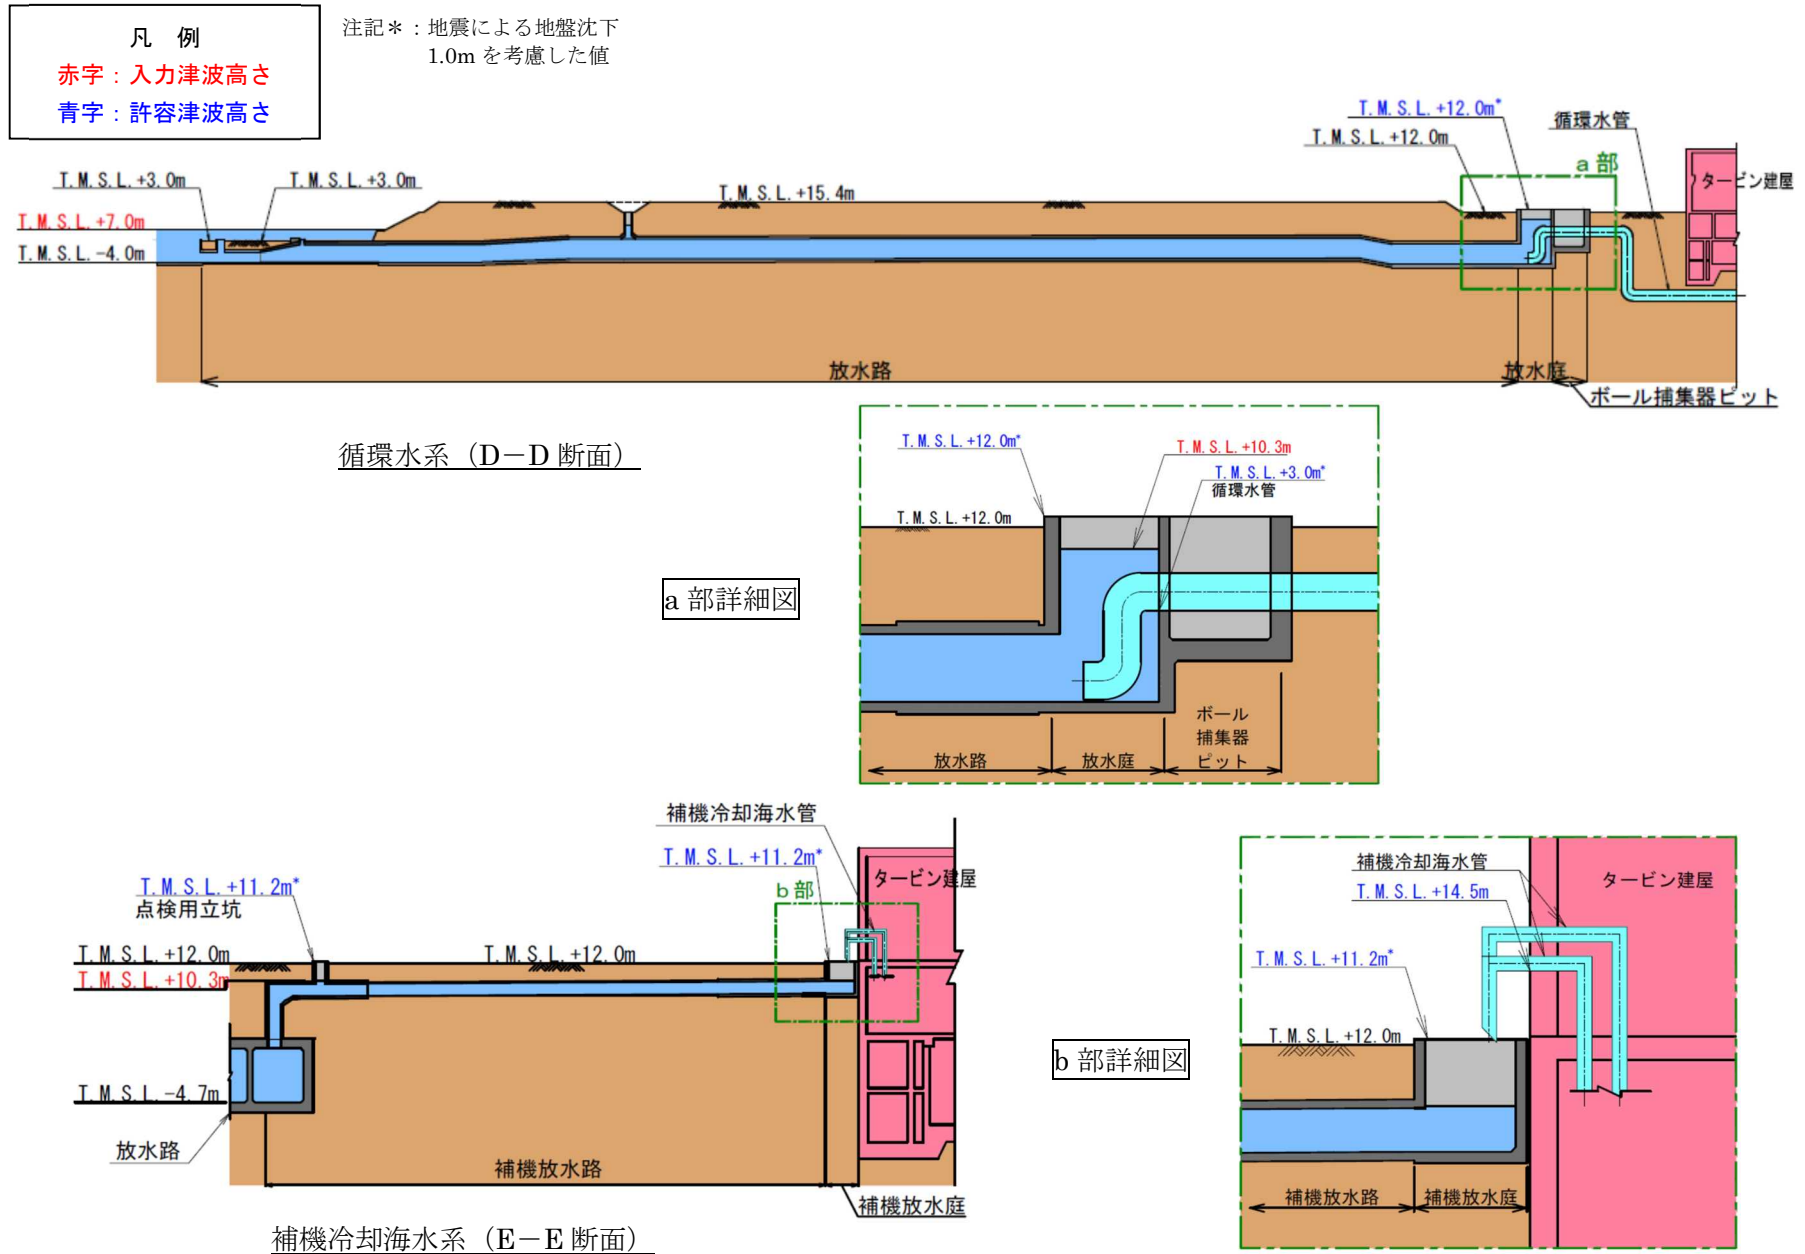 凡 例
赤字：入力津波高さ
青字：許容津波高さ
注記＊：地震による地盤沈下
1.0m を考慮した値
T.M.S.L.+12.0m*
T.M.S.L.+12.0m
循環水管
a部
タービン建屋
T.M.S.L.+3.0m
T.M.S.L.+3.0m
T.M.S.L.+15.4m
T.M.S.L.+7.0m
T.M.S.L.-4.0m
放水路
放水庭
ボール捕集器ピット
循環水系（D－D 断面）
T.M.S.L.+12.0m*
T.M.S.L.+10.3m
T.M.S.L.+3.0m*
循環水管
T.M.S.L.+12.0m
a 部詳細図
放水路
放水庭
ボール
捕集器
ピット
補機冷却海水管
T.M.S.L.+11.2m*
b部
タービン建屋
T.M.S.L.+11.2m*
点検用立坑
T.M.S.L.+12.0m
T.M.S.L.+12.0m
T.M.S.L.+10.3m
T.M.S.L.-4.7m
放水路
補機放水路
補機放水庭
補機冷却海水系（E－E 断面）
補機冷却海水管
T.M.S.L.+14.5m
タービン建屋
T.M.S.L.+11.2m*
T.M.S.L.+12.0m
b 部詳細図
補機放水路
補機放水庭